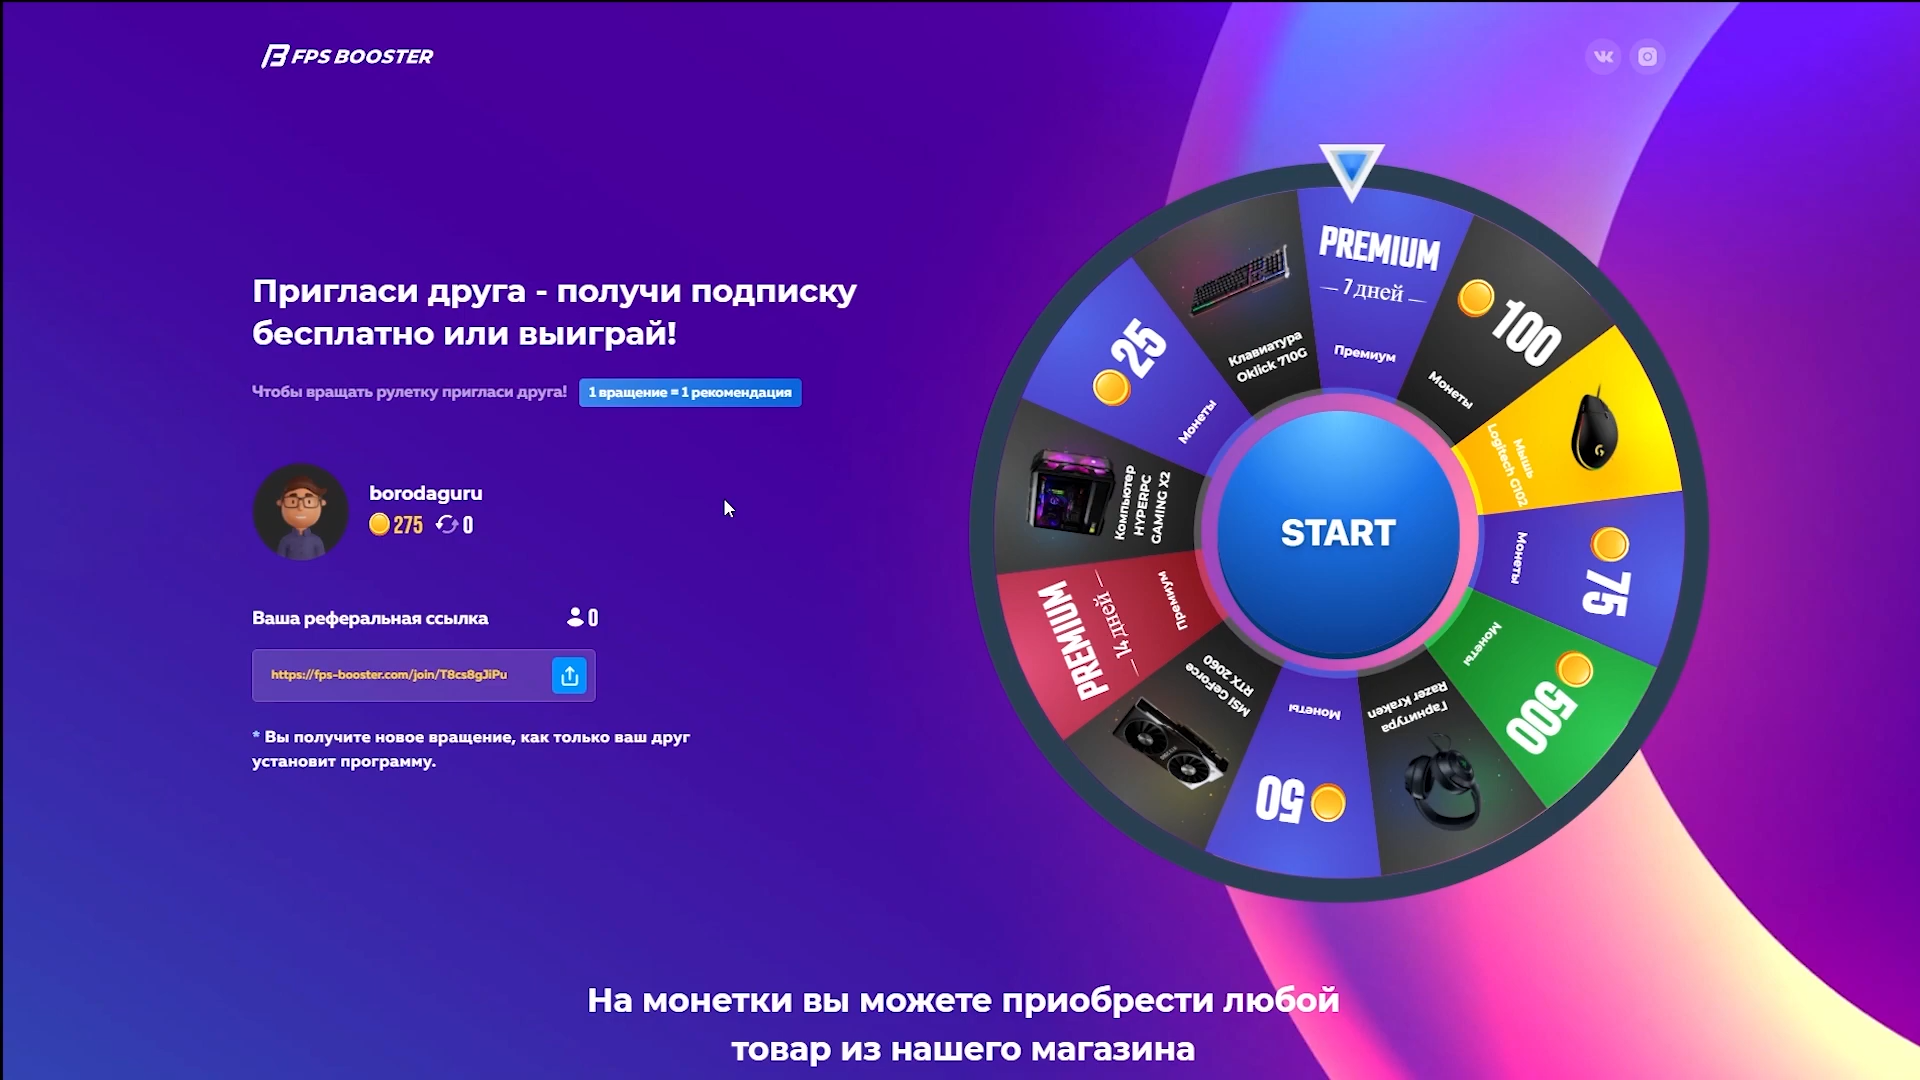 FPS BOOSTER
Пригласи друга - получи подписку
бесплатно или выиграй!
Чтобы вращать рулетку пригласи друга!
1 вращение = 1 рекомендация
borodaguru
275
0
Ваша реферальная ссылка
0
https://fps-booster.com/join/T8cs8gJiPu
* Вы получите новое вращение, как только ваш друг
установит программу.
PREMIUM
— 7 дней —
Премиум
100
Монеты
Мышь
Logitech G102
75
Монеты
500
Монеты
Гарнитура
Razer Kraken
50
Монеты
MSI GeForce
RTX 2060
PREMIUM
— 14 дней —
Премиум
Компьютер
HYPERPC
GAMING X2
25
Монеты
Клавиатура
Oklick 710G
START
На монетки вы можете приобрести любой
товар из нашего магазина